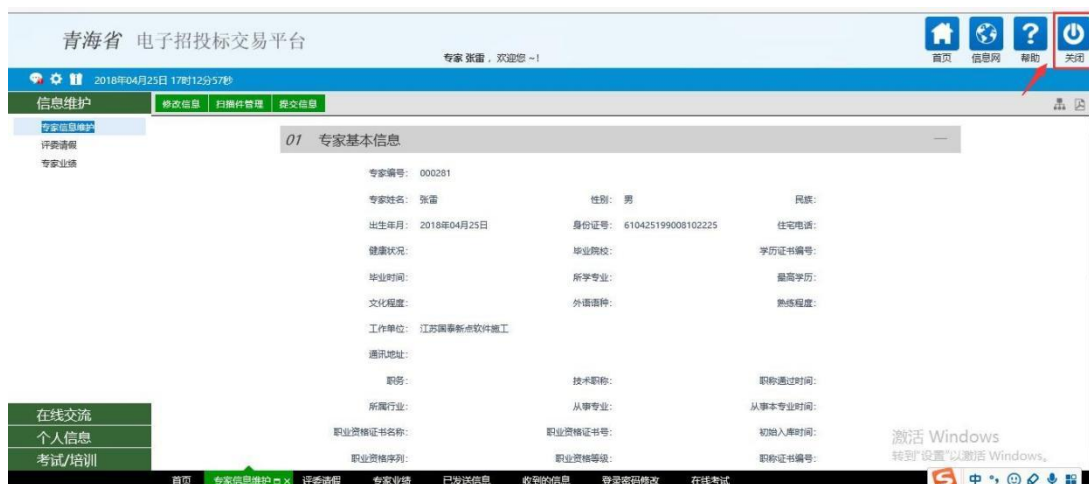 青海省 电子招投标交易平台
专家 张雷，欢迎您 ~!
首页 信息网 帮助 关闭
2018年04月25日 17时12分57秒
信息维护
修改信息 扫描件管理 提交信息
专家信息维护
评委请假
专家业绩
01 专家基本信息
专家编号: 000281
专家姓名: 张雷 性别: 男 民族:
出生年月: 2018年04月25日 身份证号: 610425199008102225 住宅电话:
健康状况: 毕业院校: 学历证书编号:
毕业时间: 所学专业: 最高学历:
文化程度: 外语语种: 熟练程度:
工作单位: 江苏国泰新点软件施工
通讯地址:
职务: 技术职称: 职称通过时间:
所属行业: 从事专业: 从事本专业时间:
职业资格证书名称: 职业资格证书号: 初始入库时间:
职业资格序列: 职业资格等级: 职称证书编号:
在线交流
个人信息
考试/培训
激活 Windows
转到"设置"以激活 Windows。
首页 专家信息维护 评委请假 专家业绩 已发送信息 收到的信息 登录密码修改 在线考试
中